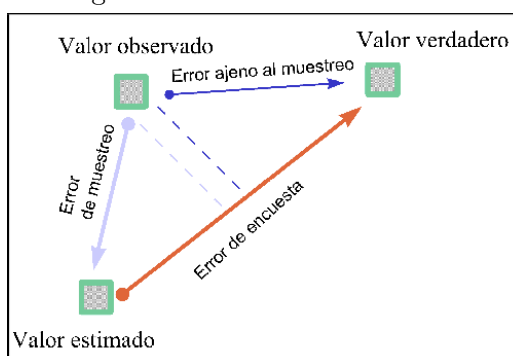 Valor observado
Valor verdadero
Error ajeno al muestreo
Error
de muestreo
Error de encuesta
Valor estimado